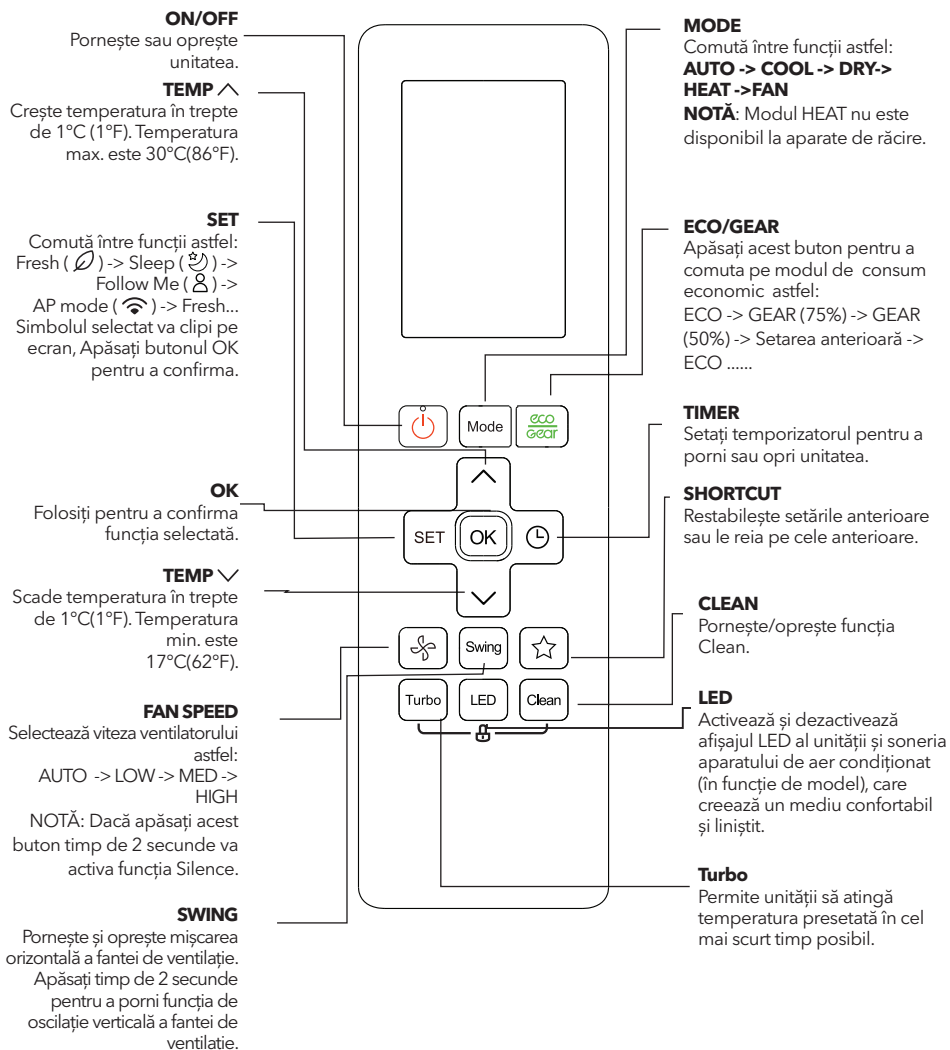 ON/OFF
Pornește sau oprește
unitatea.
TEMP
Crește temperatura în trepte
de 1°C (1°F). Temperatura
max. este 30°C(86°F).
SET
Comută între funcții astfel:
Fresh ( ) -> Sleep ( ) ->
Follow Me ( ) ->
AP mode ( ) -> Fresh...
Simbolul selectat va clipi pe
ecran, Apăsați butonul OK
pentru a confirma.
OK
Folosiți pentru a confirma
funcția selectată.
TEMP
Scade temperatura în trepte
de 1°C(1°F). Temperatura
min. este
17°C(62°F).
FAN SPEED
Selectează viteza ventilatorului
astfel:
AUTO -> LOW -> MED ->
HIGH
NOTĂ: Dacă apăsați acest
buton timp de 2 secunde va
activa funcția Silence.
SWING
Pornește și oprește mișcarea
orizontală a fantei de ventilație.
Apăsați timp de 2 secunde
pentru a porni funcția de
oscilație verticală a fantei de
ventilație.
Mode
eco
Gear
SET
OK
Swing
Turbo
LED
Clean
MODE
Comută între funcții astfel:
AUTO -> COOL -> DRY->
HEAT ->FAN
NOTĂ: Modul HEAT nu este
disponibil la aparate de răcire.
ECO/GEAR
Apăsați acest buton pentru a
comuta pe modul de consum
economic astfel:
ECO -> GEAR (75%) -> GEAR
(50%) -> Setarea anterioară ->
ECO ......
TIMER
Setați temporizatorul pentru a
porni sau opri unitatea.
SHORTCUT
Restabilește setările anterioare
sau le reia pe cele anterioare.
CLEAN
Pornește/oprește funcția
Clean.
LED
Activează și dezactivează
afișajul LED al unității și soneria
aparatului de aer condiționat
(în funcție de model), care
creează un mediu confortabil
și liniștit.
Turbo
Permite unității să atingă
temperatura presetată în cel
mai scurt timp posibil.